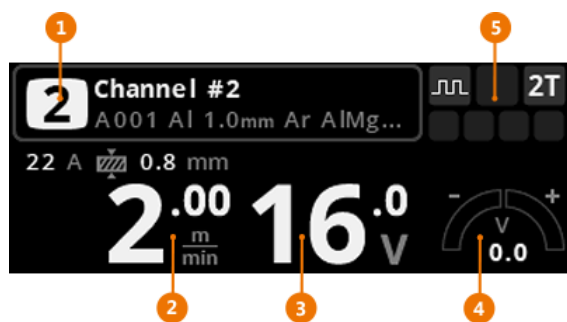 1
5
2
Channel #2
2T
A001 Al 1.0mm Ar AlMg...
22 A 0.8 mm
2.00 m/min
16.0 V
- +
V
0.0
2
3
4